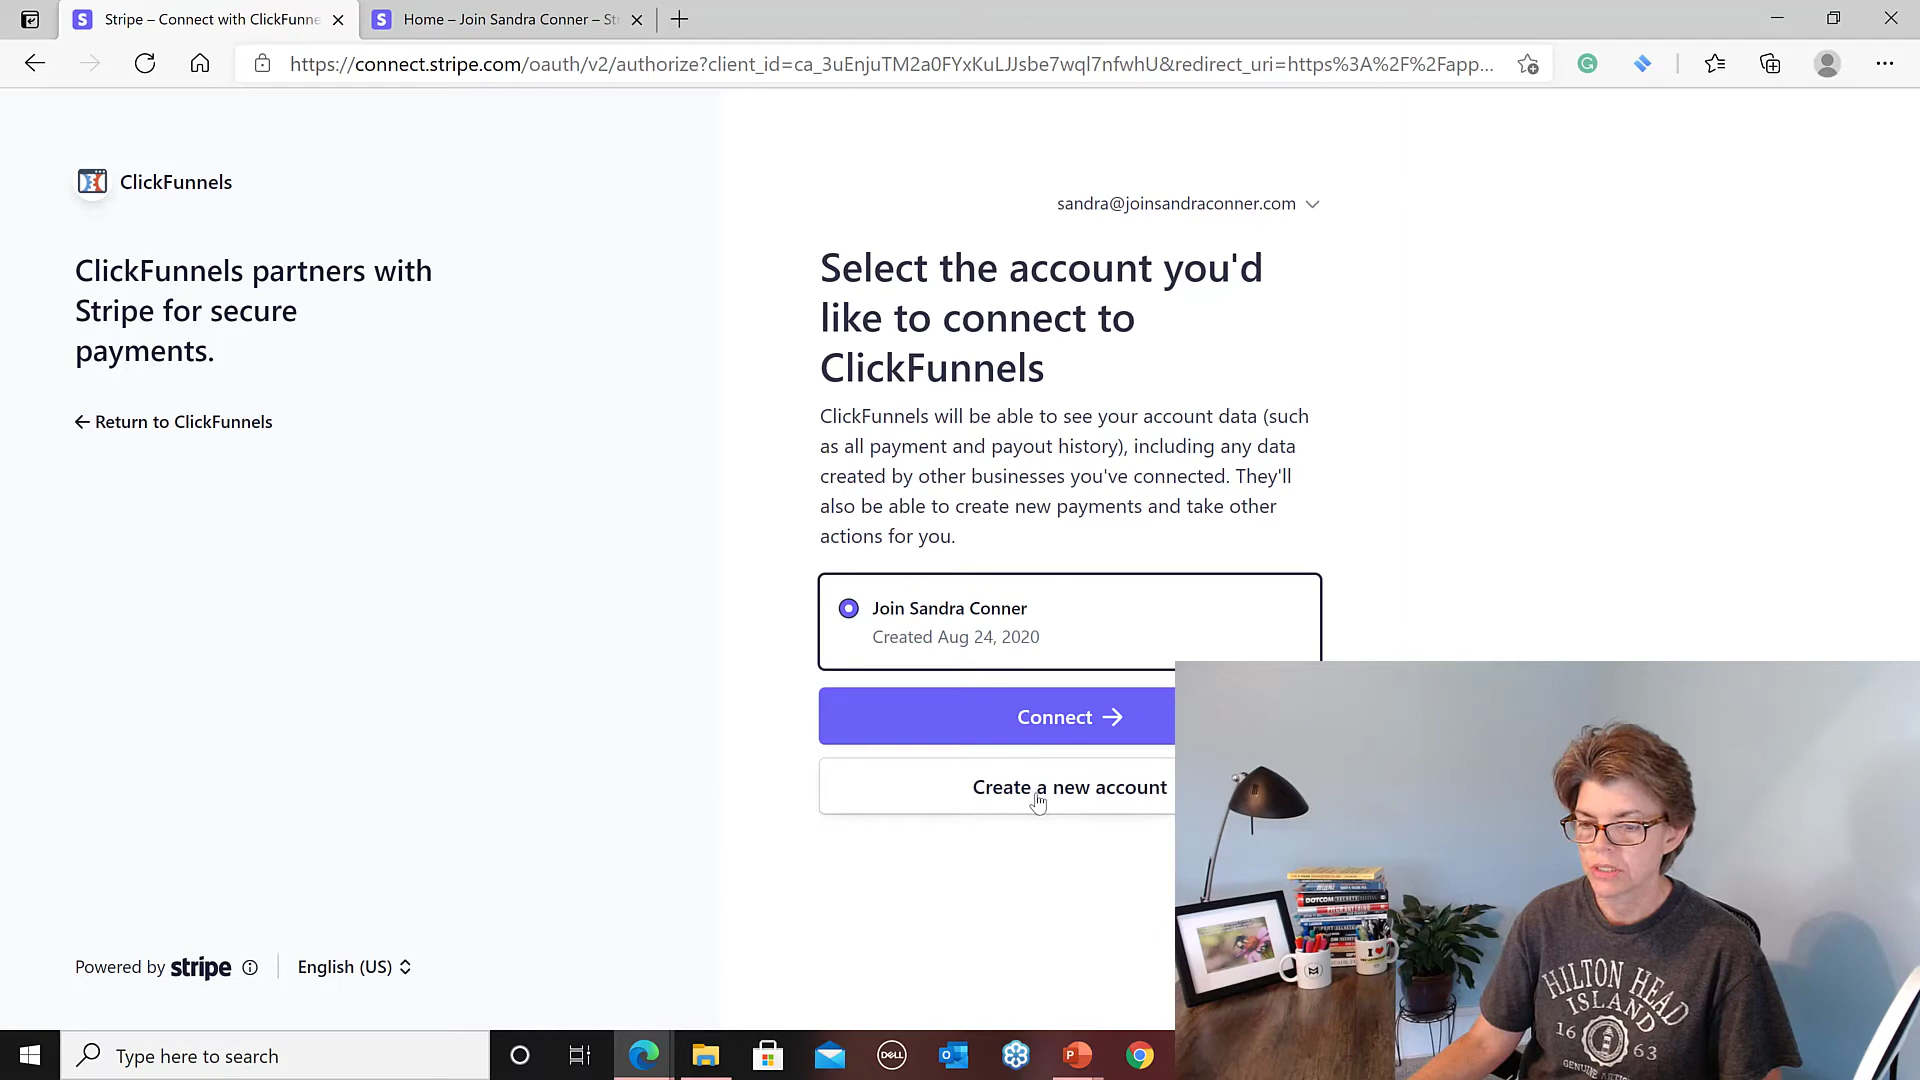 Stripe – Connect with ClickFunne
Home – Join Sandra Conner – St
https://connect.stripe.com/oauth/v2/authorize?client_id=ca_3uEnjuTM2a0FYxKuLJJsbe7wql7nfwhU&redirect_uri=https%3A%2F%2Fapp...
ClickFunnels
ClickFunnels partners with
Stripe for secure
payments.
← Return to ClickFunnels
sandra@joinsandraconner.com
Select the account you'd
like to connect to
ClickFunnels
ClickFunnels will be able to see your account data (such
as all payment and payout history), including any data
created by other businesses you've connected. They'll
also be able to create new payments and take other
actions for you.
Join Sandra Conner
Created Aug 24, 2020
Connect →
Create a new account
Powered by stripe
English (US)
DOTCOM SECRETS
I ♥
HILTON HEAD
ISLAND
16 63
GENUINE
Type here to search
DELL